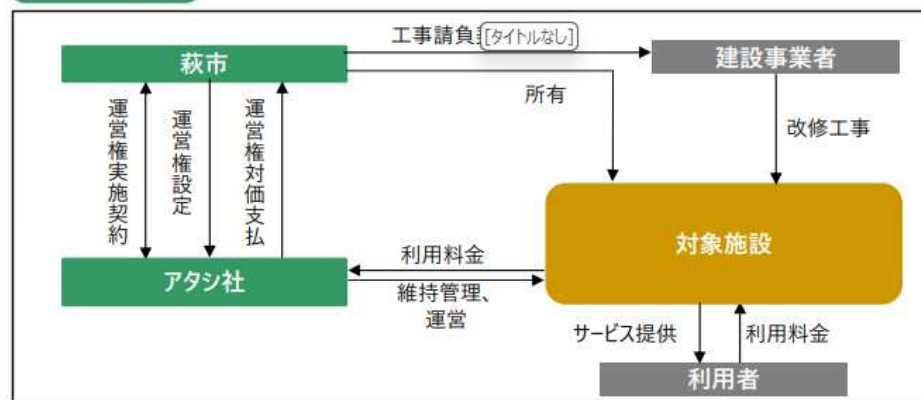 工事請負
[タイトルなし]
萩市
建設事業者
所有
改修工事
運営権実施契約
運営権設定
運営権対価支払
対象施設
利用料金
アタシ社
維持管理、
運営
サービス提供
利用料金
利用者